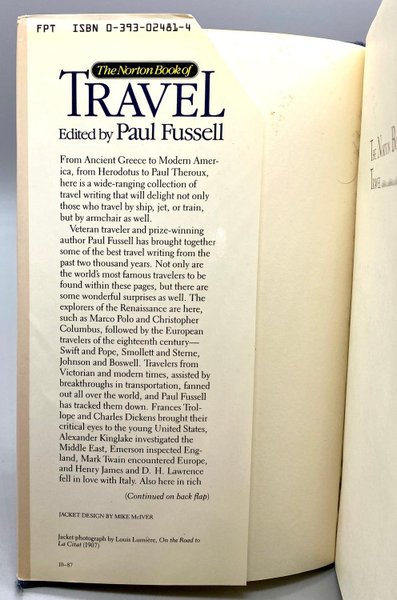 FPT ISBN 0-393-02481-4
The Norton Book of
TRAVEL
Edited by Paul Fussell
From Ancient Greece to Modern Amer-
ica, from Herodotus to Paul Theroux,
here is a wide-ranging collection of
travel writing that will delight not only
those who travel by ship, jet, or train,
but by armchair as well.
Veteran traveler and prize-winning
author Paul Fussell has brought together
some of the best travel writing from the
past two thousand years. Not only are
the world's most famous travelers to be
found within these pages, but there are
some wonderful surprises as well. The
explorers of the Renaissance are here,
such as Marco Polo and Christopher
Columbus, followed by the European
travelers of the eighteenth century—
Swift and Pope, Smollett and Sterne,
Johnson and Boswell. Travelers from
Victorian and modern times, assisted by
breakthroughs in transportation, fanned
out all over the world, and Paul Fussell
has tracked them down. Frances Trol-
lope and Charles Dickens brought their
critical eyes to the young United States,
Alexander Kinglake investigated the
Middle East, Emerson inspected Eng-
land, Mark Twain encountered Europe,
and Henry James and D. H. Lawrence
fell in love with Italy. Also here in rich
(Continued on back flap)
JACKET DESIGN BY MIKE McIVER
Jacket photograph by Louis Lumière, On the Road to
La Citat (1907)
10-87
The Norton B
Travel